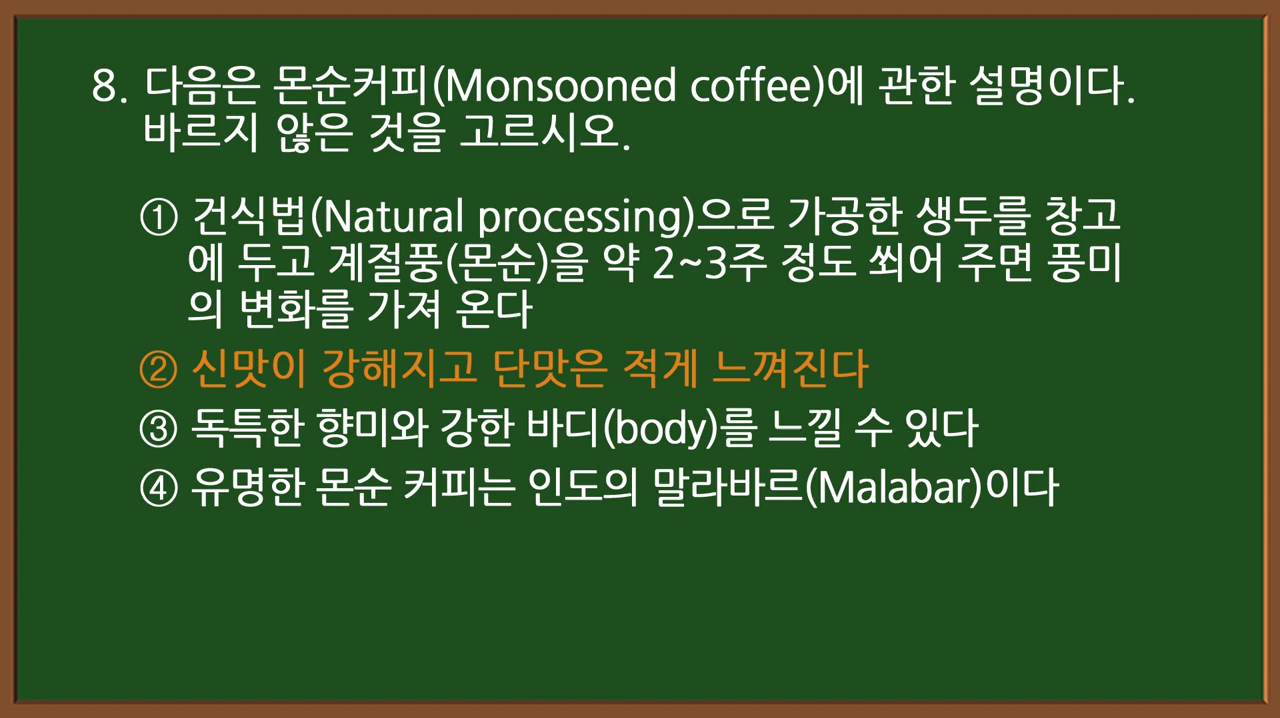 8. 다음은 몬순커피(Monsooned coffee)에 관한 설명이다.
바르지 않은 것을 고르시오.
① 건식법(Natural processing)으로 가공한 생두를 창고
에 두고 계절풍(몬순)을 약 2~3주 정도 쐬어 주면 풍미
의 변화를 가져 온다
② 신맛이 강해지고 단맛은 적게 느껴진다
③ 독특한 향미와 강한 바디(body)를 느낄 수 있다
④ 유명한 몬순 커피는 인도의 말라바르(Malabar)이다